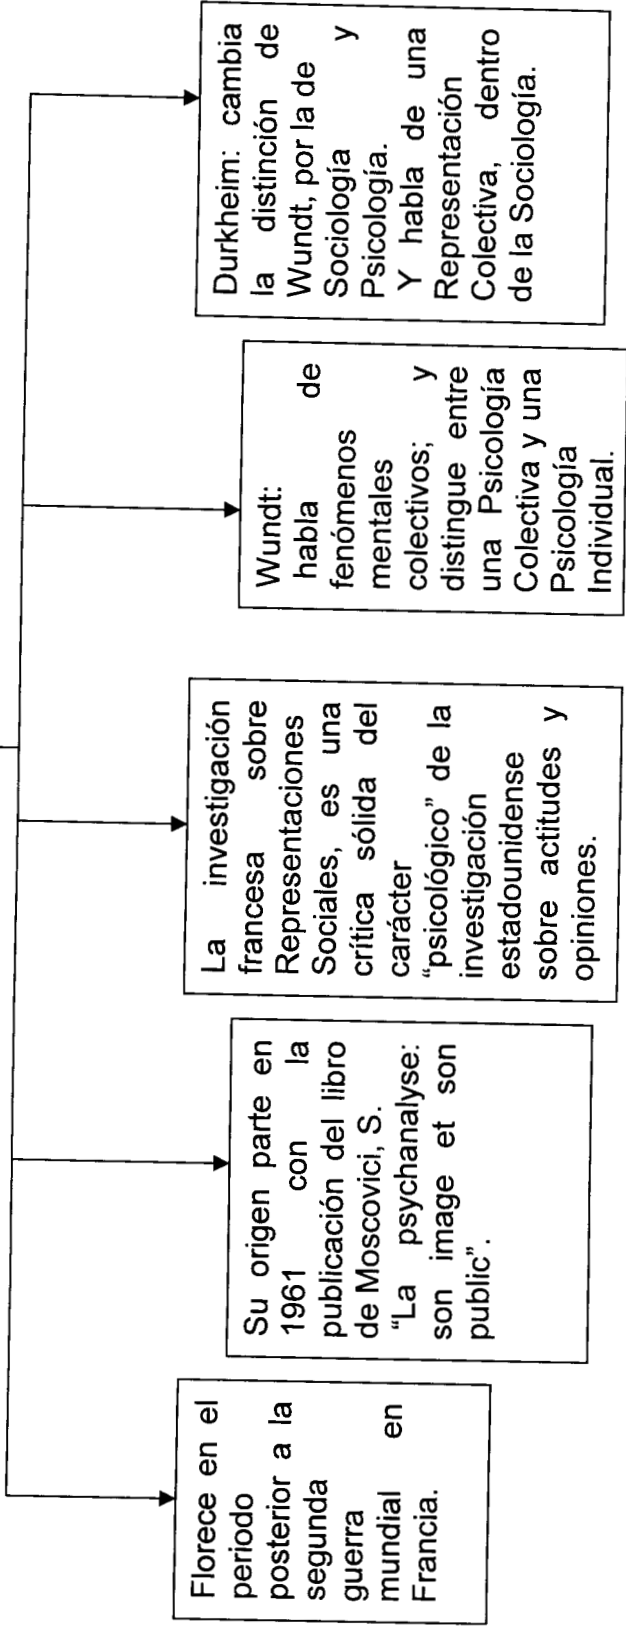 Florece en el
periodo
posterior a la
segunda
guerra
mundial en
Francia.
Su origen parte en
1961 con la
publicación del libro
de Moscovici, S.
“La psychanalyse:
son image et son
public”.
La investigación
francesa sobre
Representaciones
Sociales, es una
crítica sólida del
carácter
“psicológico” de la
investigación
estadounidense
sobre actitudes y
opiniones.
Wundt:
habla de
fenómenos
mentales
colectivos; y
distingue entre
una Psicología
Colectiva y una
Psicología
Individual.
Durkheim: cambia
la distinción de
Wundt, por la de
Sociología y
Psicología.
Y habla de una
Representación
Colectiva, dentro
de la Sociología.